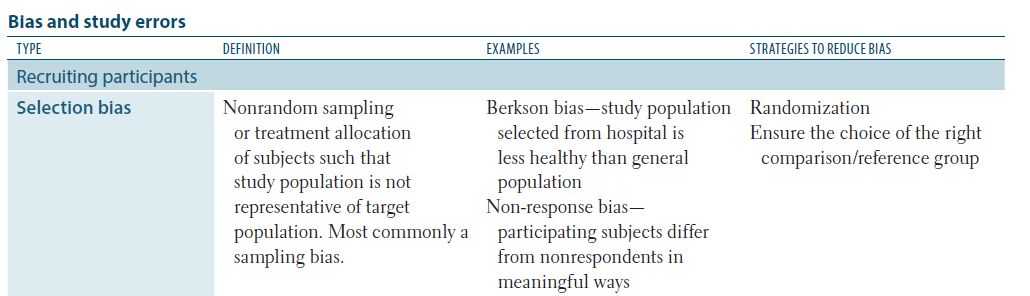 Bias and study errors
TYPE DEFINITION EXAMPLES STRATEGIES TO REDUCE BIAS
Recruiting participants
Selection bias
Nonrandom sampling
or treatment allocation
of subjects such that
study population is not
representative of target
population. Most commonly a
sampling bias.
Berkson bias—study population
selected from hospital is
less healthy than general
population
Non-response bias—
participating subjects differ
from nonrespondents in
meaningful ways
Randomization
Ensure the choice of the right
comparison/reference group